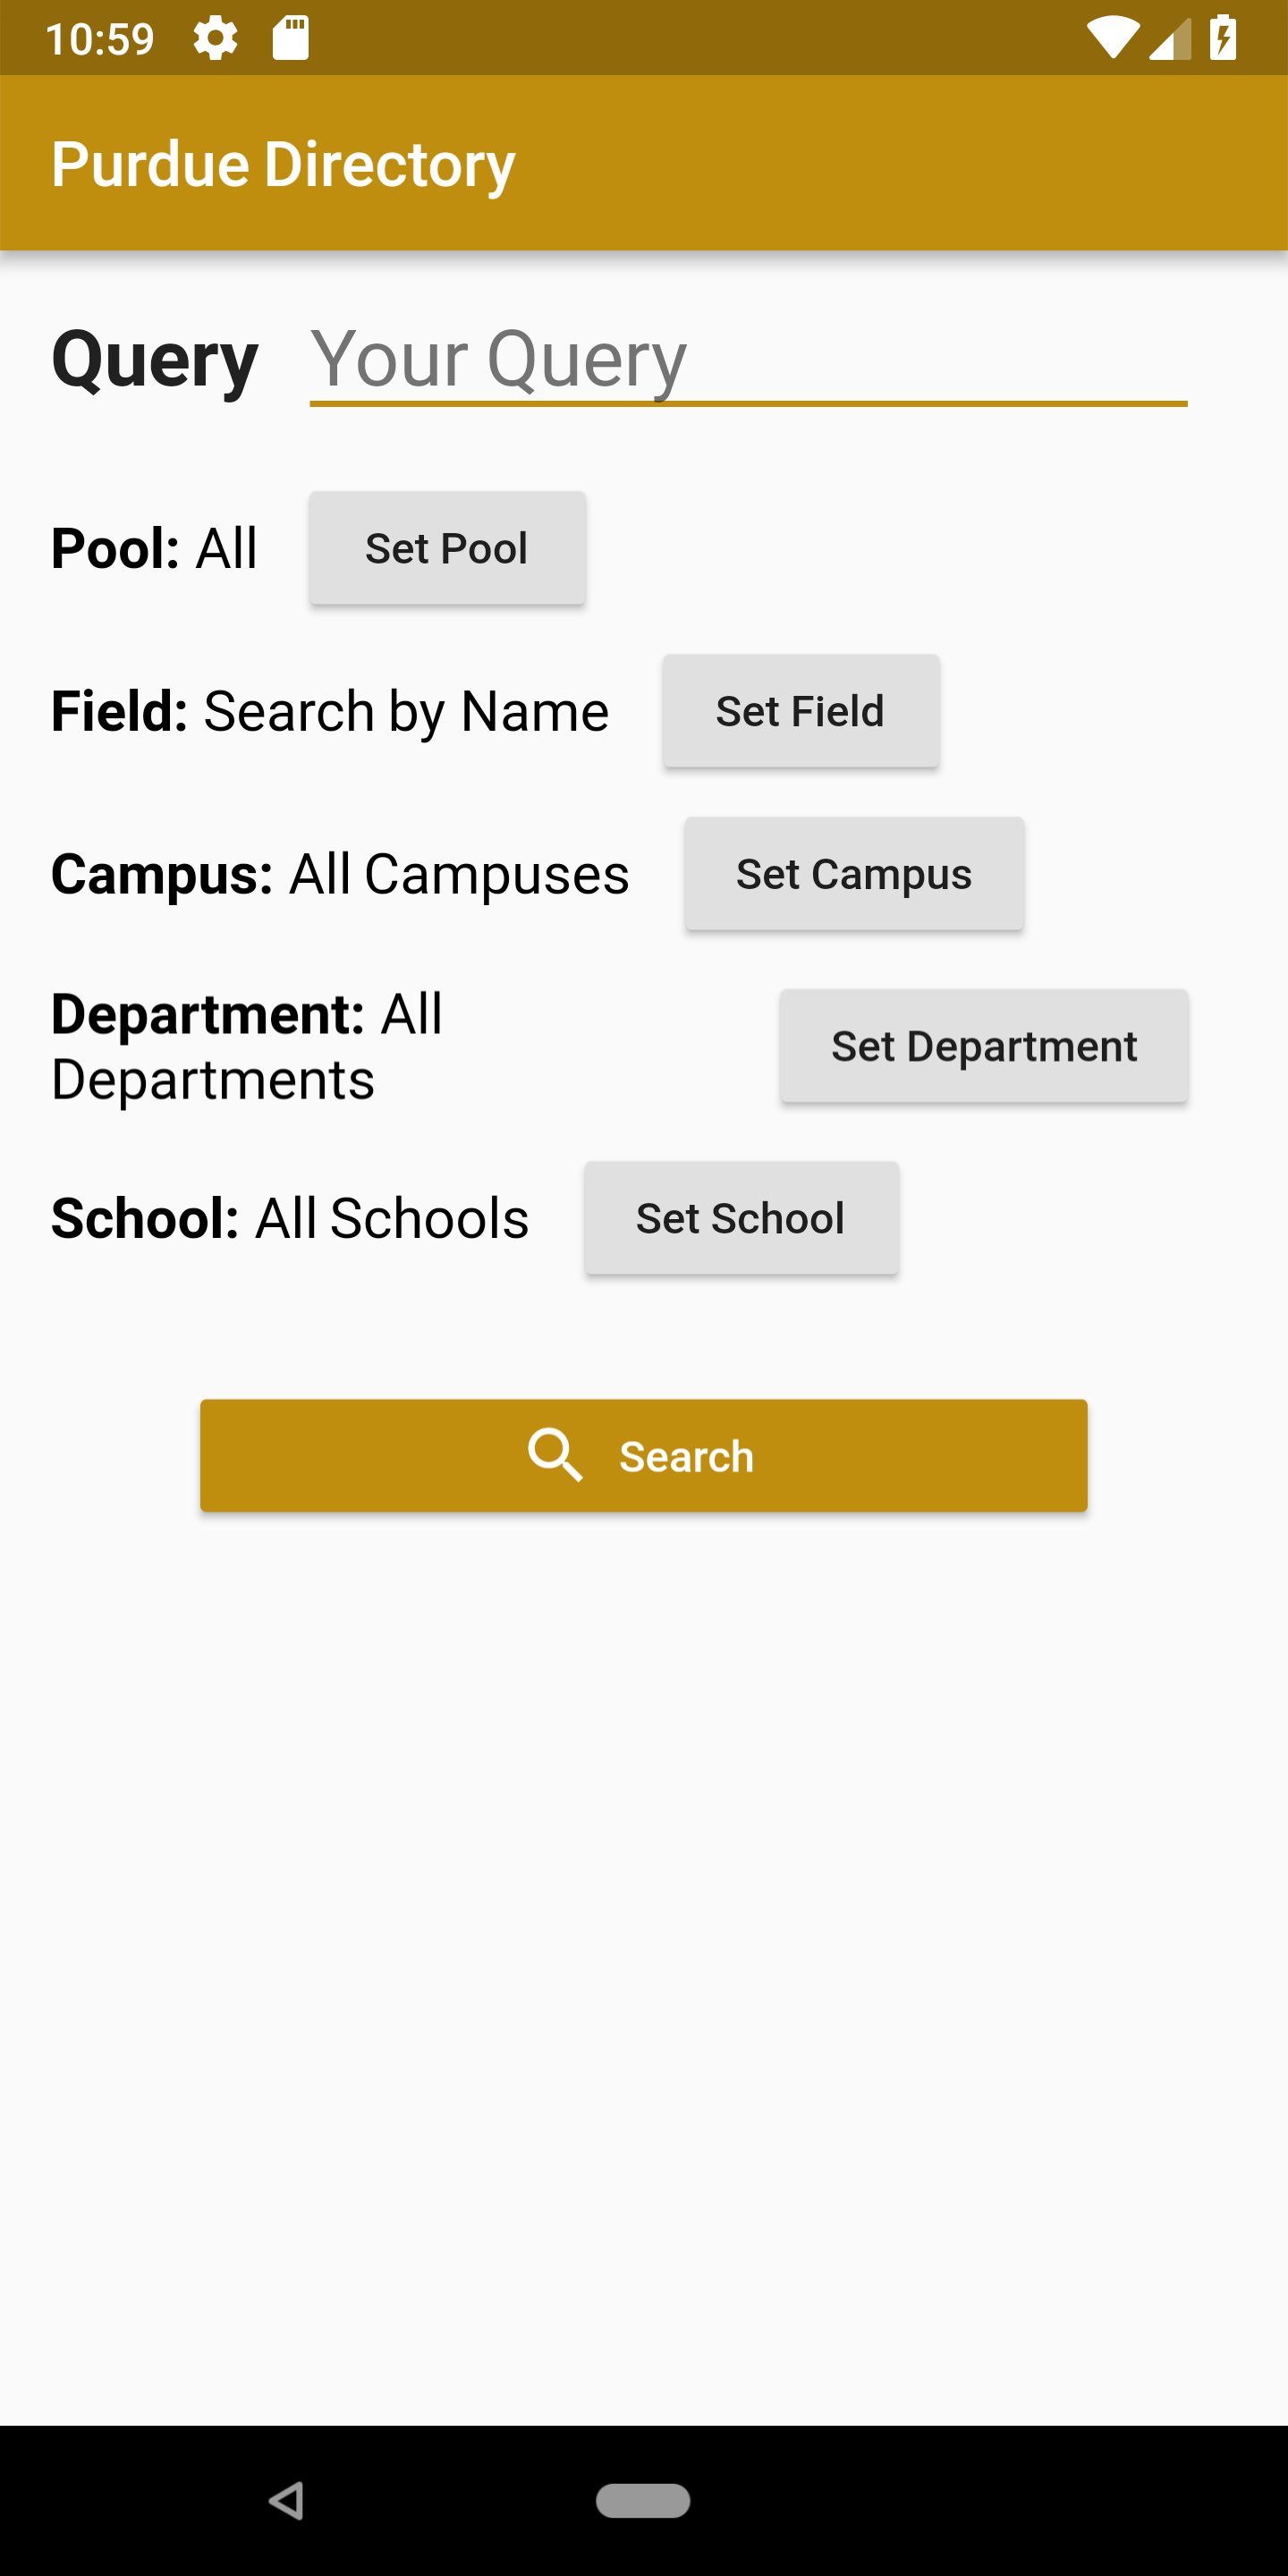 10:59
Purdue Directory
Query Your Query
Pool: All Set Pool
Field: Search by Name Set Field
Campus: All Campuses Set Campus
Department: All
Departments Set Department
School: All Schools Set School
Search